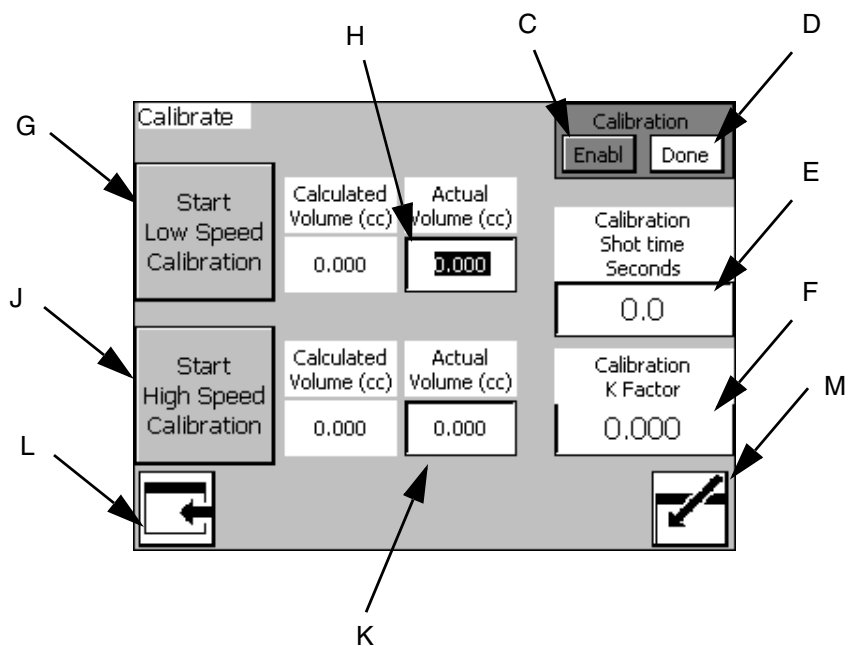 H
C
D
G
Calibrate
Calibration
Enabl
Done
E
Start
Low Speed
Calibration
Calculated
Volume (cc)
0.000
Actual
Volume (cc)
0.000
Calibration
Shot time
Seconds
0.0
J
F
Start
High Speed
Calibration
Calculated
Volume (cc)
0.000
Actual
Volume (cc)
0.000
Calibration
K Factor
0.000
M
L
K